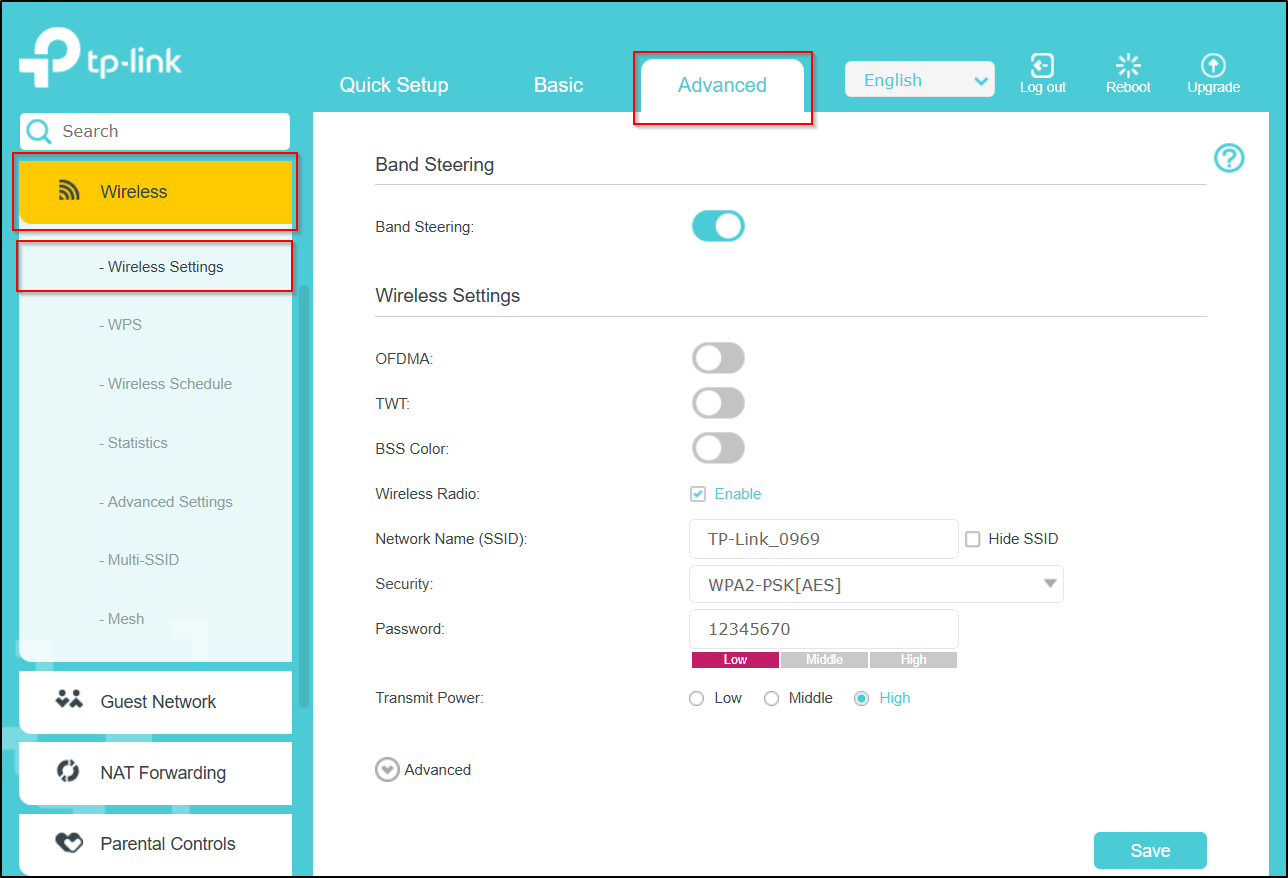 tp-link
Quick Setup Basic Advanced English Log out Reboot Upgrade
Search
Wireless
- Wireless Settings
- WPS
- Wireless Schedule
- Statistics
- Advanced Settings
- Multi-SSID
- Mesh
Guest Network
NAT Forwarding
Parental Controls
Band Steering
Band Steering:
Wireless Settings
OFDMA:
TWT:
BSS Color:
Wireless Radio: Enable
Network Name (SSID): TP-Link_0969 Hide SSID
Security: WPA2-PSK[AES]
Password: 12345670
Low Middle High
Transmit Power: Low Middle High
Advanced
Save